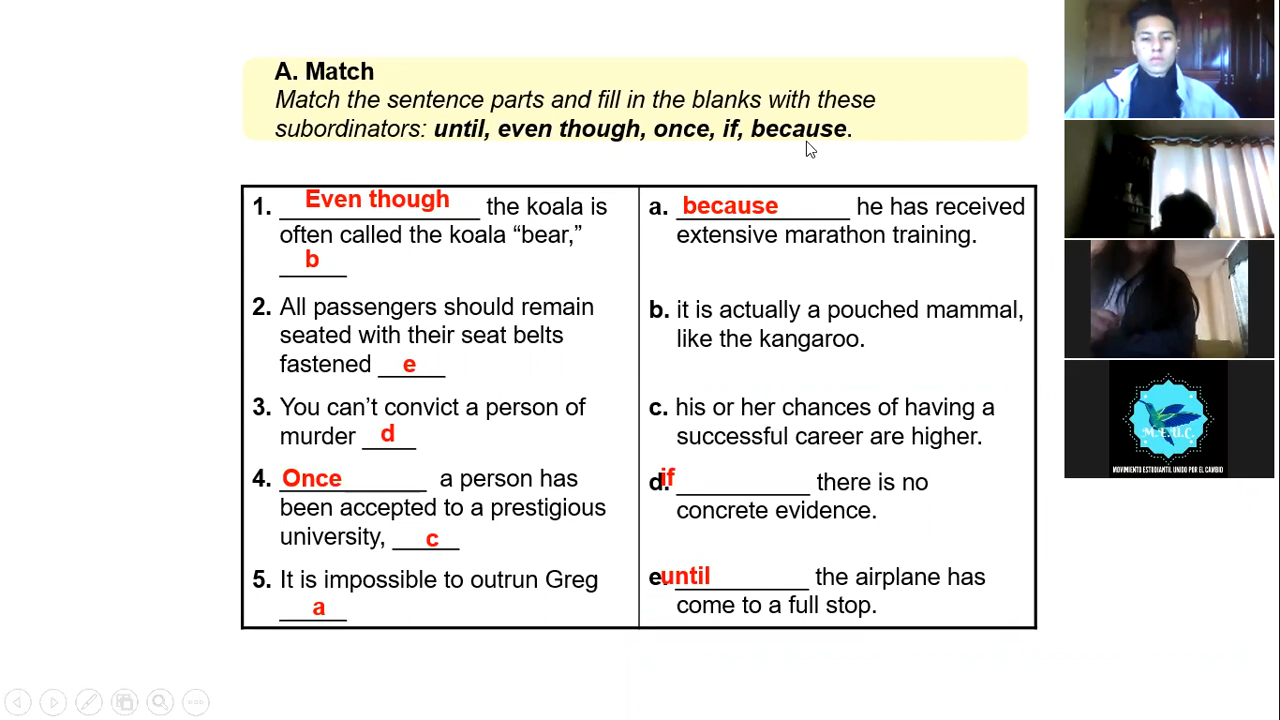 A. Match
Match the sentence parts and fill in the blanks with these
subordinators: until, even though, once, if, because.
1. Even though the koala is
often called the koala “bear,”
b
2. All passengers should remain
seated with their seat belts
fastened e
3. You can’t convict a person of
murder d
4. Once a person has
been accepted to a prestigious
university, c
5. It is impossible to outrun Greg
a
a. because he has received
extensive marathon training.
b. it is actually a pouched mammal,
like the kangaroo.
c. his or her chances of having a
successful career are higher.
d. if there is no
concrete evidence.
e. until the airplane has
come to a full stop.
M.E.U.C.
MOVIMIENTO ESTUDIANTIL UNIDO POR EL CAMBIO